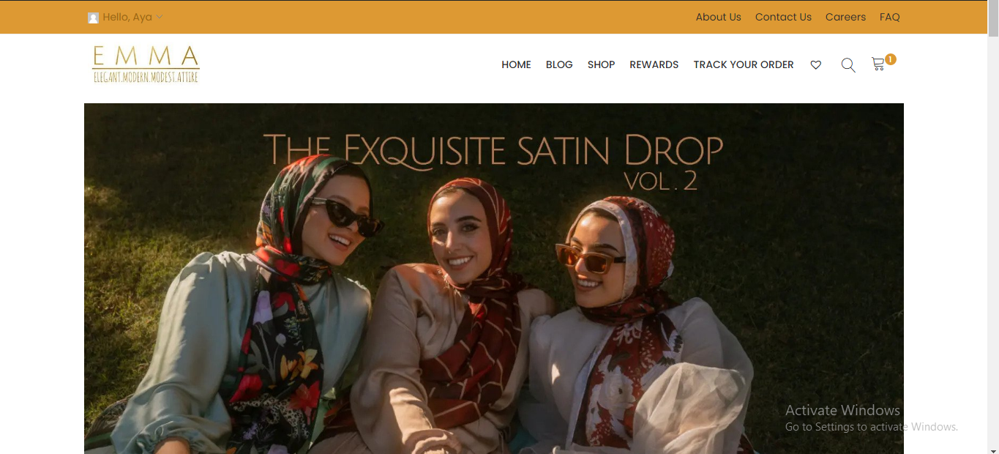 Hello, Aya
About Us Contact Us Careers FAQ
EMMA
ELEGANT.MODERN.MODEST.ATTIRE
HOME BLOG SHOP REWARDS TRACK YOUR ORDER 1
THE EXQUISITE SATIN DROP
VOL. 2
Activate Windows
Go to Settings to activate Windows.